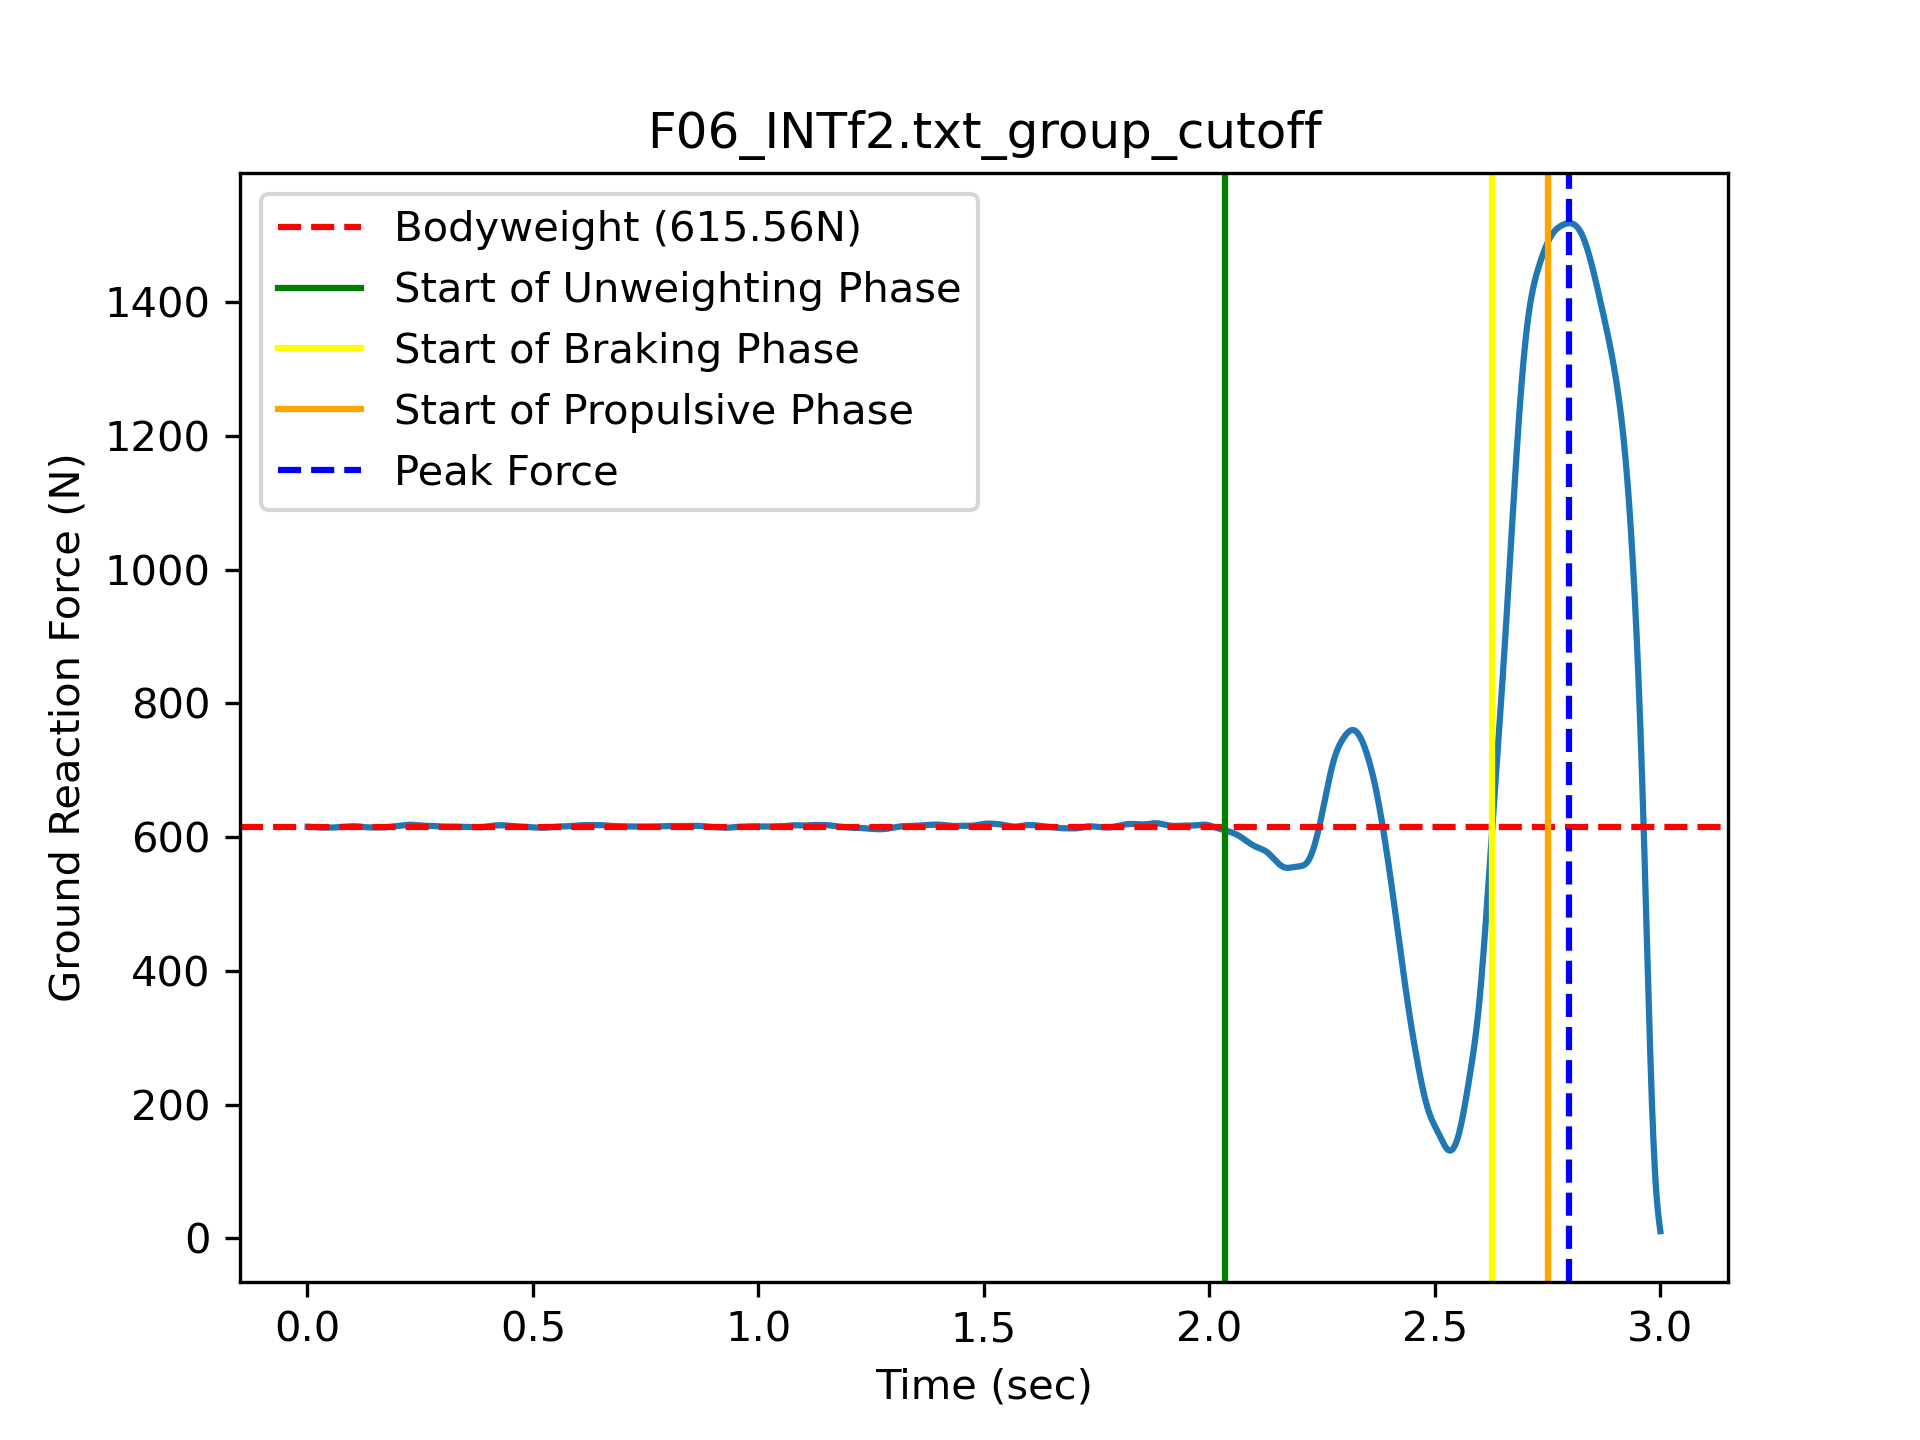 F06_INTf2.txt_group_cutoff
Bodyweight (615.56N)
Start of Unweighting Phase
Start of Braking Phase
Start of Propulsive Phase
Peak Force
Ground Reaction Force (N)
1400
1200
1000
800
600
400
200
0
0.0 0.5 1.0 1.5 2.0 2.5 3.0
Time (sec)